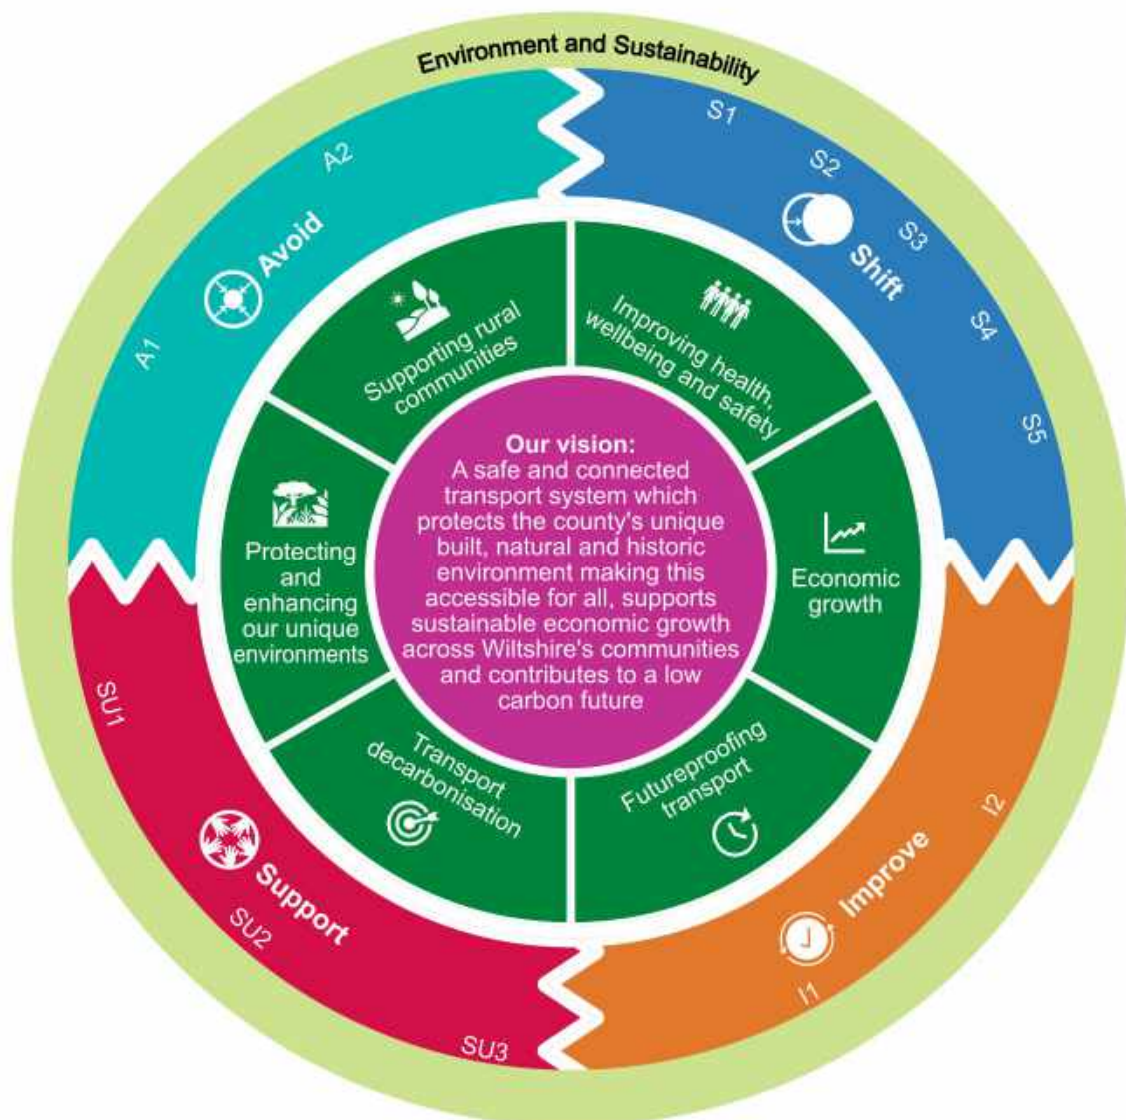 Environment and Sustainability
A1
A2
Avoid
S1
S2
S3
S4
S5
Shift
I2
I1
Improve
SU1
SU2
SU3
Support
Supporting rural
communities
Improving health,
wellbeing and safety
Economic
growth
Futureproofing
transport
Transport
decarbonisation
Protecting
and
enhancing
our unique
environments
Our vision:
A safe and connected
transport system which
protects the county's unique
built, natural and historic
environment making this
accessible for all, supports
sustainable economic growth
across Wiltshire's communities
and contributes to a low
carbon future